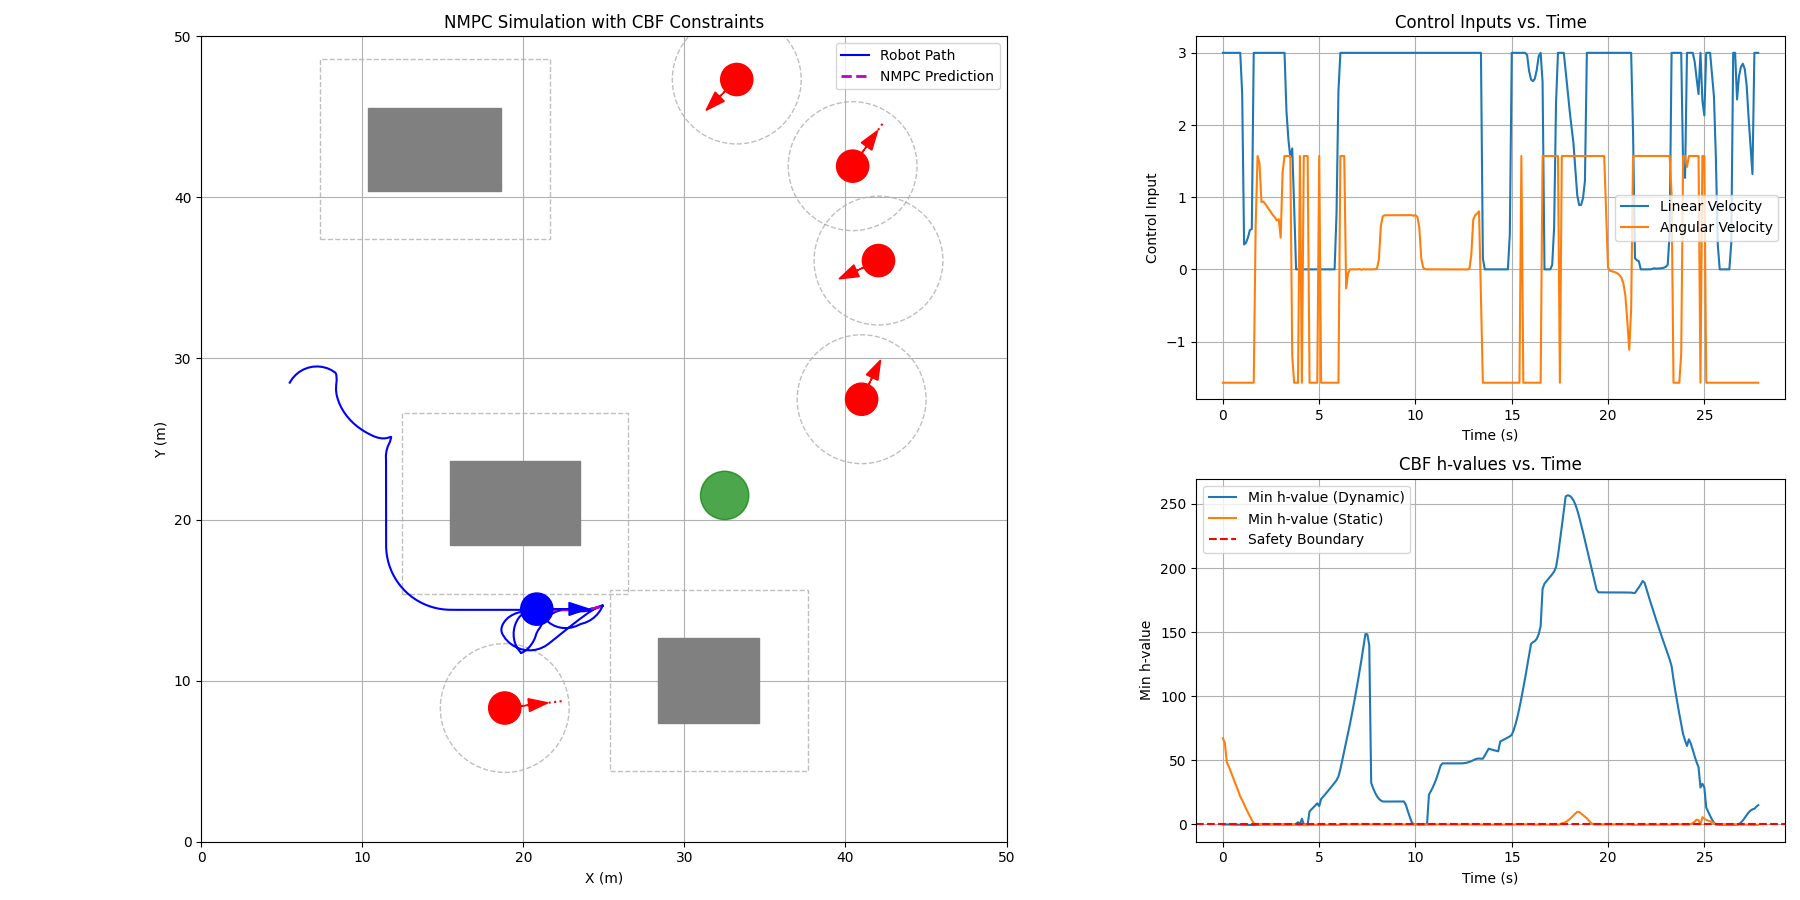 NMPC Simulation with CBF Constraints
Robot Path
NMPC Prediction
50
40
30
20
10
0
0 10 20 30 40 50
Y (m)
X (m)
Control Inputs vs. Time
3
2
1
0
−1
0 5 10 15 20 25
Control Input
Time (s)
Linear Velocity
Angular Velocity
CBF h-values vs. Time
Min h-value (Dynamic)
Min h-value (Static)
Safety Boundary
250
200
150
100
50
0
0 5 10 15 20 25
Min h-value
Time (s)